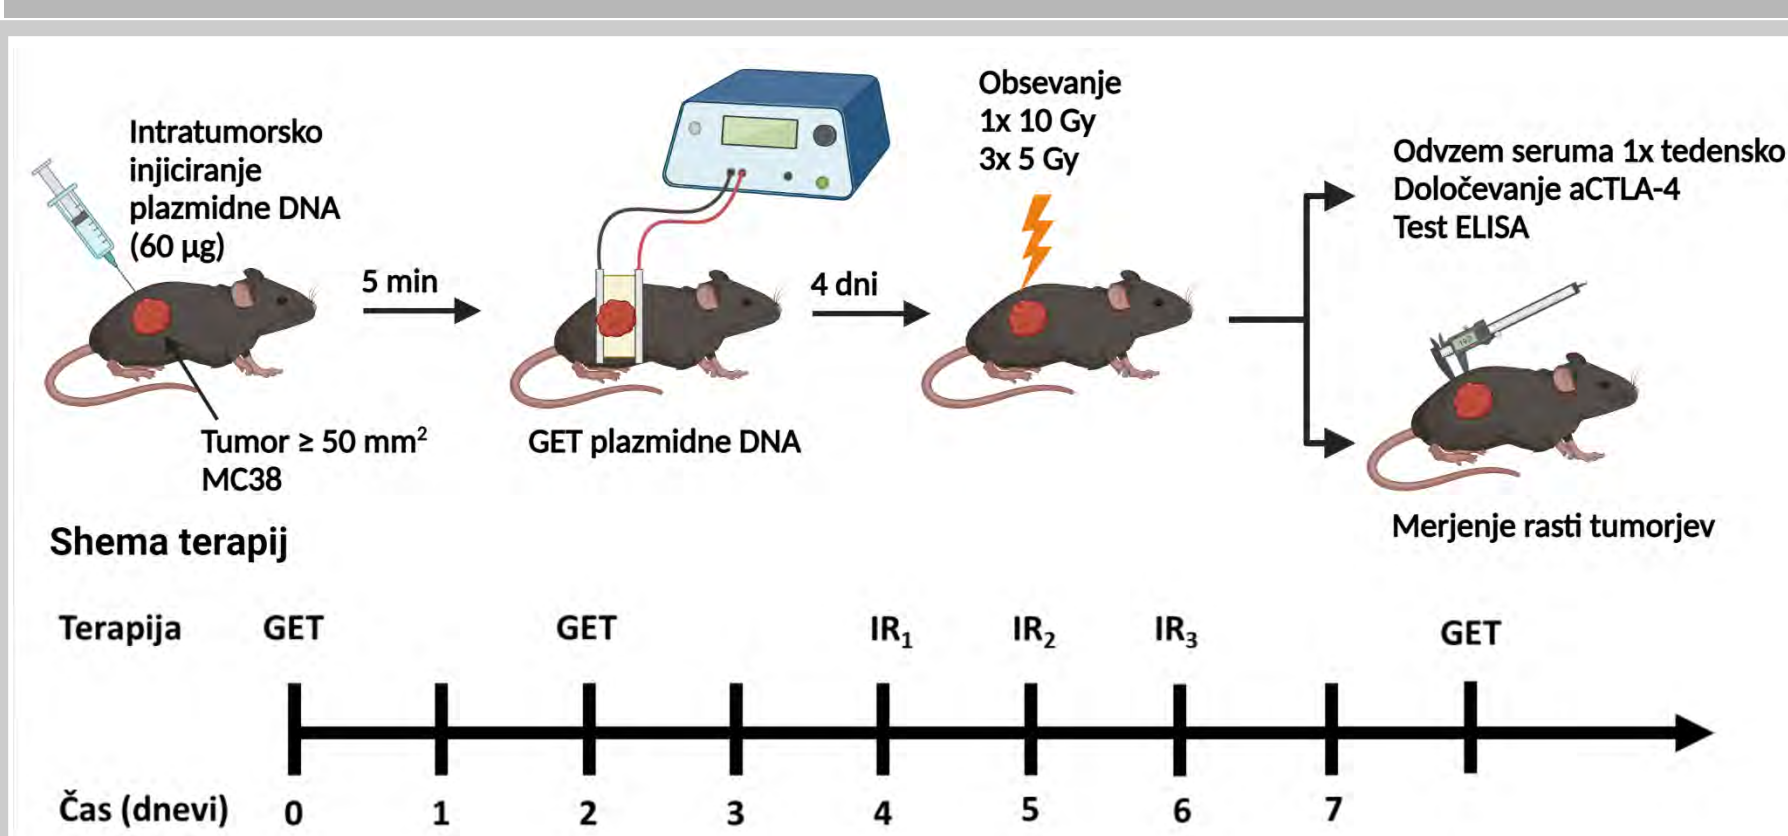 Intratumorsko
injiciranje
plazmidne DNA
(60 µg)
Tumor ≥ 50 mm²
MC38
5 min
GET plazmidne DNA
4 dni
Obsevanje
1x 10 Gy
3x 5 Gy
Odvzem seruma 1x tedensko
Določevanje aCTLA-4
Test ELISA
Merjenje rasti tumorjev
Shema terapij
Terapija GET GET IR₁ IR₂ IR₃ GET
Čas (dnevi) 0 1 2 3 4 5 6 7